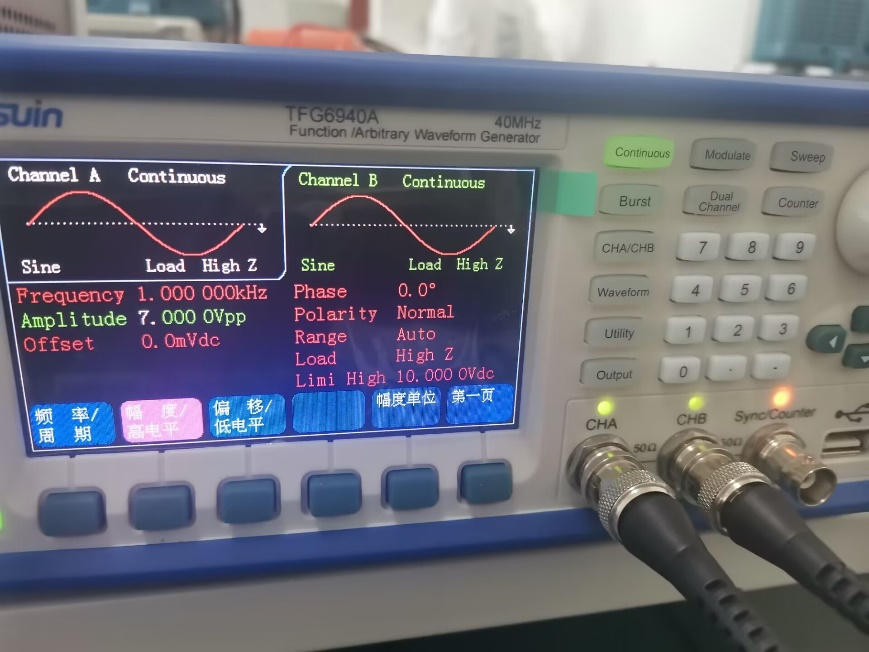 suin
TFG6940A
40MHz
Function /Arbitrary Waveform Generator
Channel A Continuous
Sine Load High Z
Channel B Continuous
Sine Load High Z
Frequency 1.000 000kHz
Amplitude 7.000 0Vpp
Offset 0.0mVdc
Phase 0.0°
Polarity Normal
Range Auto
Load High Z
Limi High 10.000 0Vdc
频 率/
周 期
幅 度/
高电平
偏 移/
低电平
幅度单位
第一页
Continuous Modulate Sweep
Burst Dual Channel Counter
CHA/CHB 7 8 9
Waveform 4 5 6
Utility 1 2 3
Output 0 . -
CHA CHB Sync/Counter
50Ω 50Ω